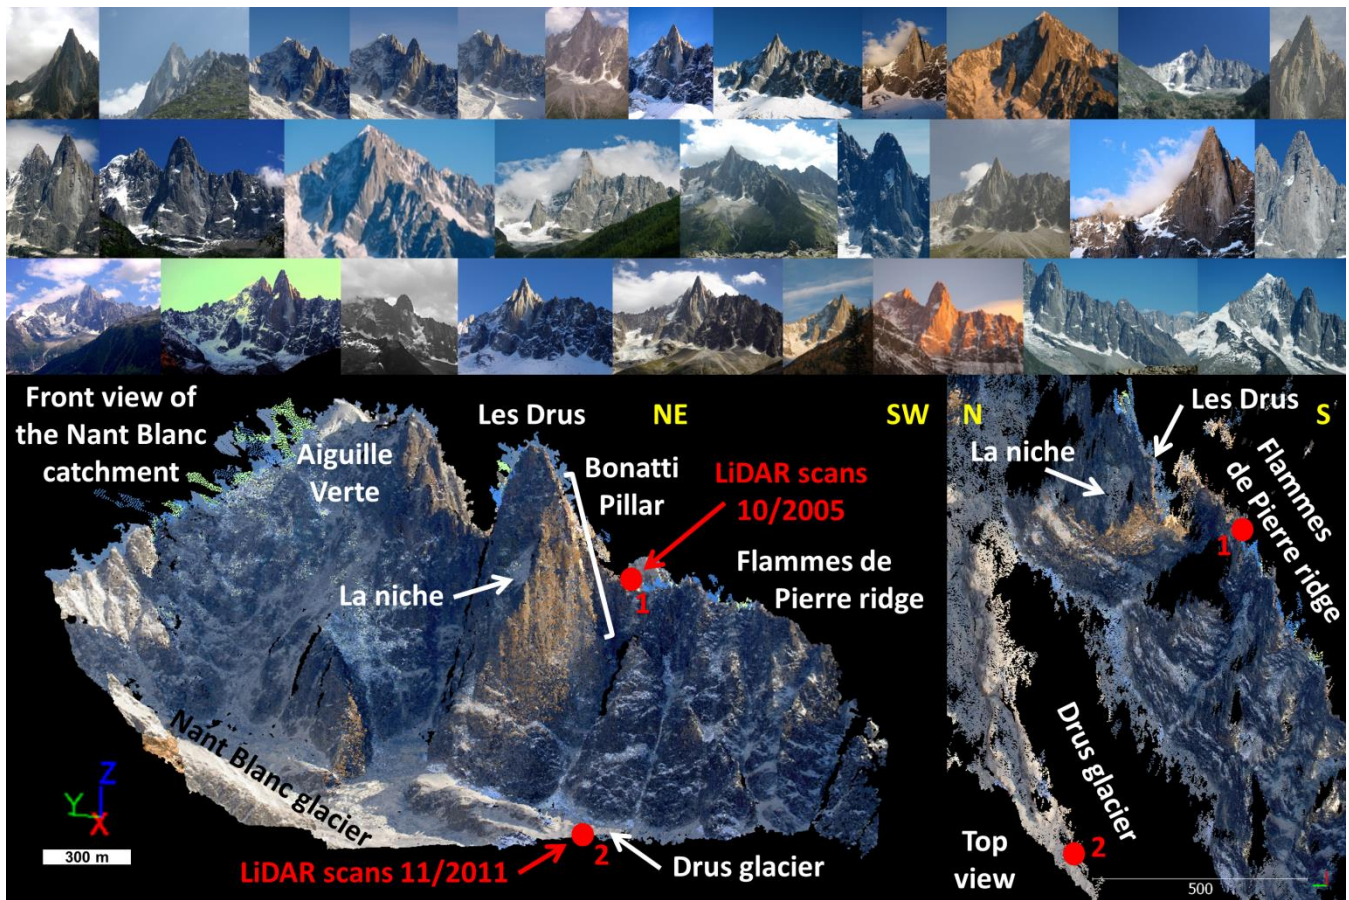 Front view of
the Nant Blanc
catchment
Aiguille
Verte
Les Drus
NE
SW
Bonatti
Pillar
LiDAR scans
10/2005
1
La niche
Flammes de
Pierre ridge
Nant Blanc glacier
Z
Y
X
300 m
LiDAR scans 11/2011
2
Drus glacier
N
S
Les Drus
La niche
Flammes
de Pierre ridge
1
Drus glacier
2
Top
view
500